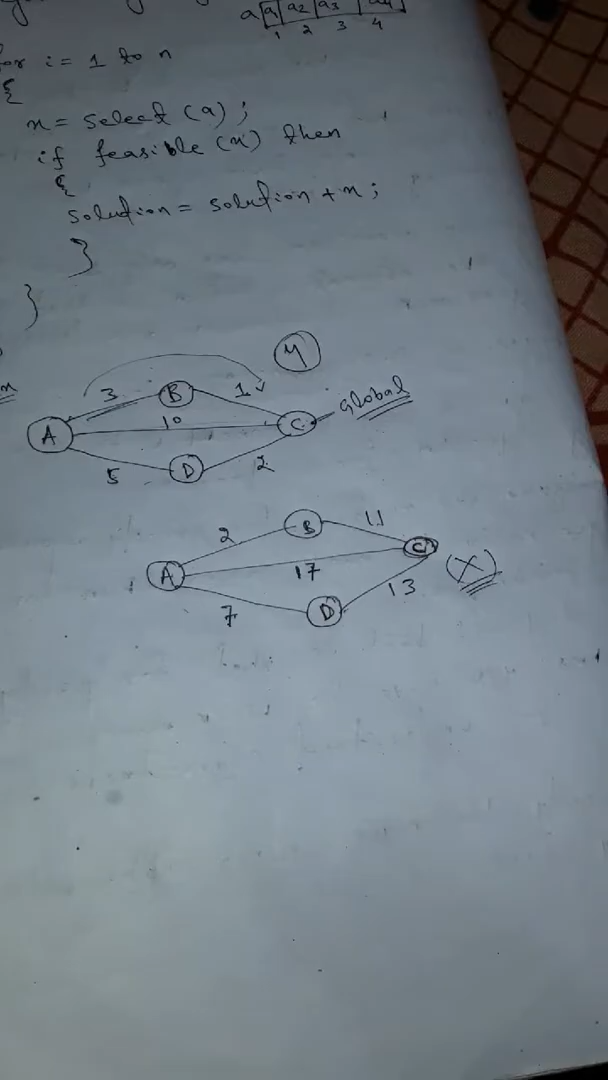 a a1 a2 a3 a4
1 2 3 4
for i = 1 to n
{
x = select (a) ;
if feasible (x) then
{
solution = solution + x ;
}
}
4
3 B 1 ✓
A 10 C Global
5 D 2
2 B 11
A 17 C (X)
7 D 13